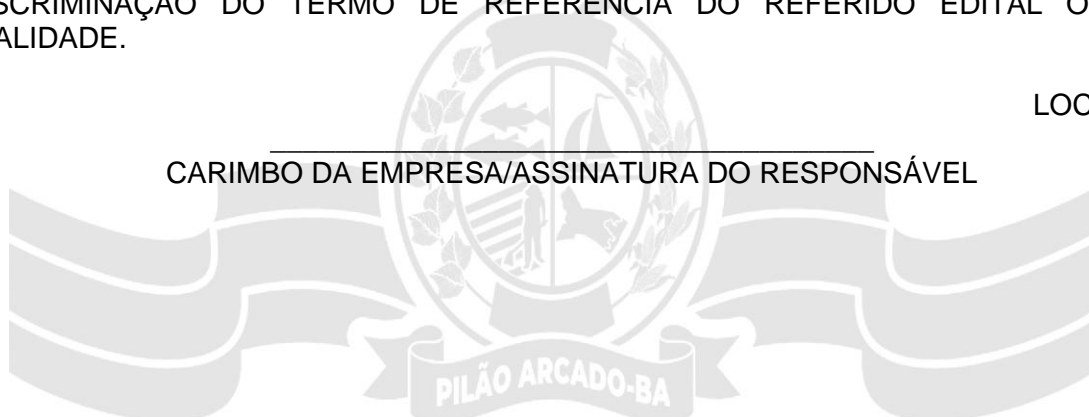 SCRIMINAÇÃO DO TERMO DE REFERÊNCIA DO REFERIDO EDITAL O
ALIDADE.
LOC
CARIMBO DA EMPRESA/ASSINATURA DO RESPONSÁVEL
PILÃO ARCADO-BA